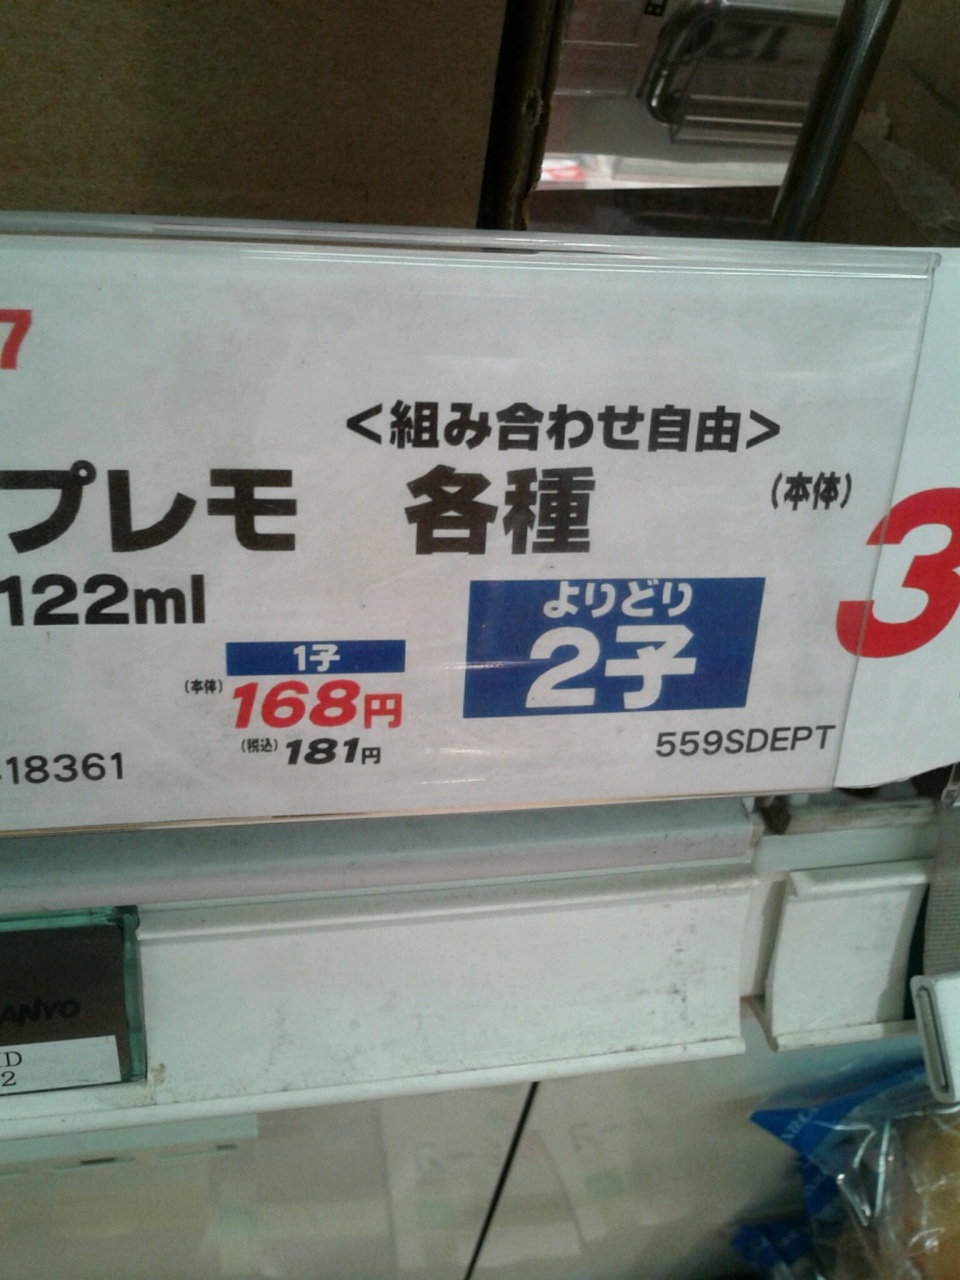 7
<組み合わせ自由>
プレモ 各種
(本体)
3
122ml
よりどり
2子
1子
(本体)
168円
(税込) 181円
18361
559SDEPT
ANYO
D
2